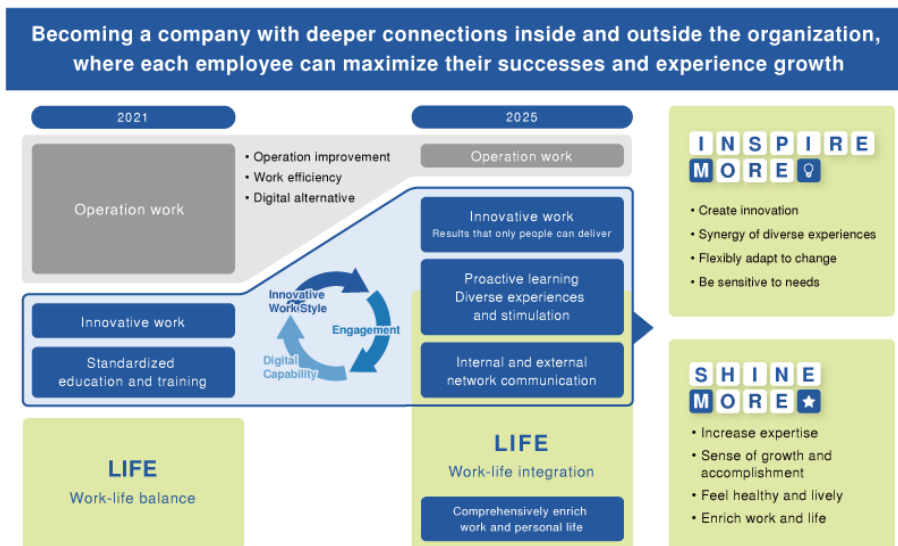 Becoming a company with deeper connections inside and outside the organization,
where each employee can maximize their successes and experience growth
2021
2025
Operation work
• Operation improvement
• Work efficiency
• Digital alternative
Operation work
Innovative work
Results that only people can deliver
Proactive learning
Diverse experiences
and stimulation
Internal and external
network communication
Innovative work
Standardized
education and training
Innovative
Work Style
Engagement
Digital
Capability
LIFE
Work-life balance
LIFE
Work-life integration
Comprehensively enrich
work and personal life
INSPIRE
MORE
• Create innovation
• Synergy of diverse experiences
• Flexibly adapt to change
• Be sensitive to needs
SHINE
MORE
• Increase expertise
• Sense of growth and
accomplishment
• Feel healthy and lively
• Enrich work and life